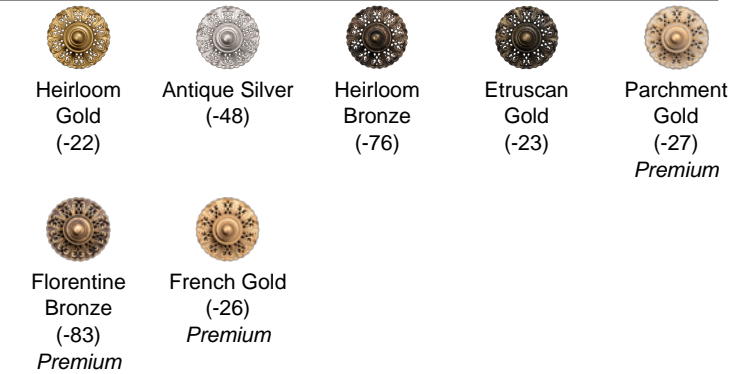 Heirloom
Gold
(-22)
Antique Silver
(-48)
Heirloom
Bronze
(-76)
Etruscan
Gold
(-23)
Parchment
Gold
(-27)
Premium
Florentine
Bronze
(-83)
Premium
French Gold
(-26)
Premium